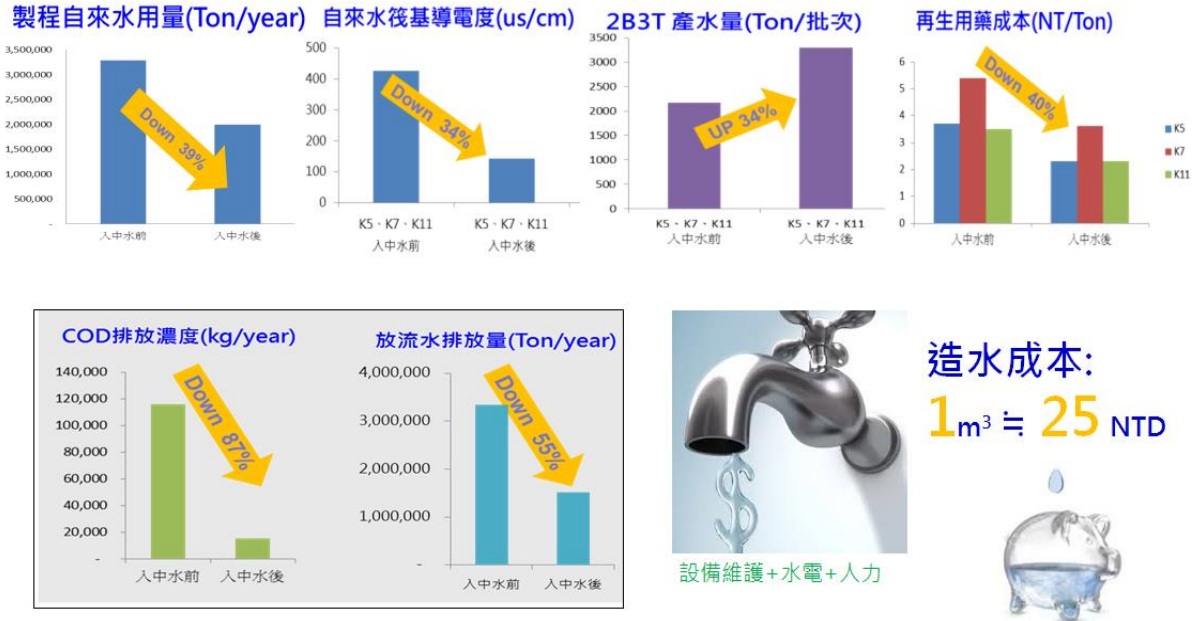 製程自來水用量(Ton/year)
3,500,000
3,000,000
2,500,000
2,000,000
1,500,000
1,000,000
500,000
-
Down 39%
入中水前
入中水後
自來水筏基導電度(us/cm)
500
400
300
200
100
0
Down 34%
K5、K7、K11
K5、K7、K11
入中水前
入中水後
2B3T 產水量(Ton/批次)
3500
3000
2500
2000
1500
1000
500
0
UP 34%
K5、K7、K11
K5、K7、K11
入中水前
入中水後
再生用藥成本(NT/Ton)
6
5
4
3
2
1
0
Down 40%
K5
K7
K11
入中水前
入中水後
COD排放濃度(kg/year)
140,000
120,000
100,000
80,000
60,000
40,000
20,000
-
Down 87%
入中水前
入中水後
放流水排放量(Ton/year)
4,000,000
3,000,000
2,000,000
1,000,000
-
Down 55%
入中水前
入中水後
$
設備維護+水電+人力
造水成本:
1m³ ≒ 25 NTD